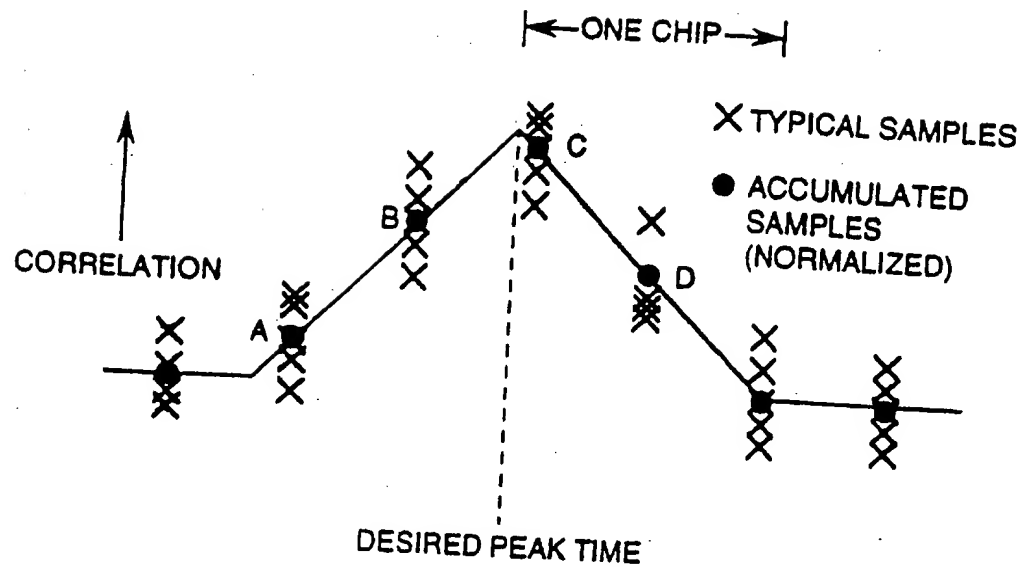 ONE CHIP
TYPICAL SAMPLES
C
ACCUMULATED
SAMPLES
(NORMALIZED)
B
CORRELATION
D
A
DESIRED PEAK TIME